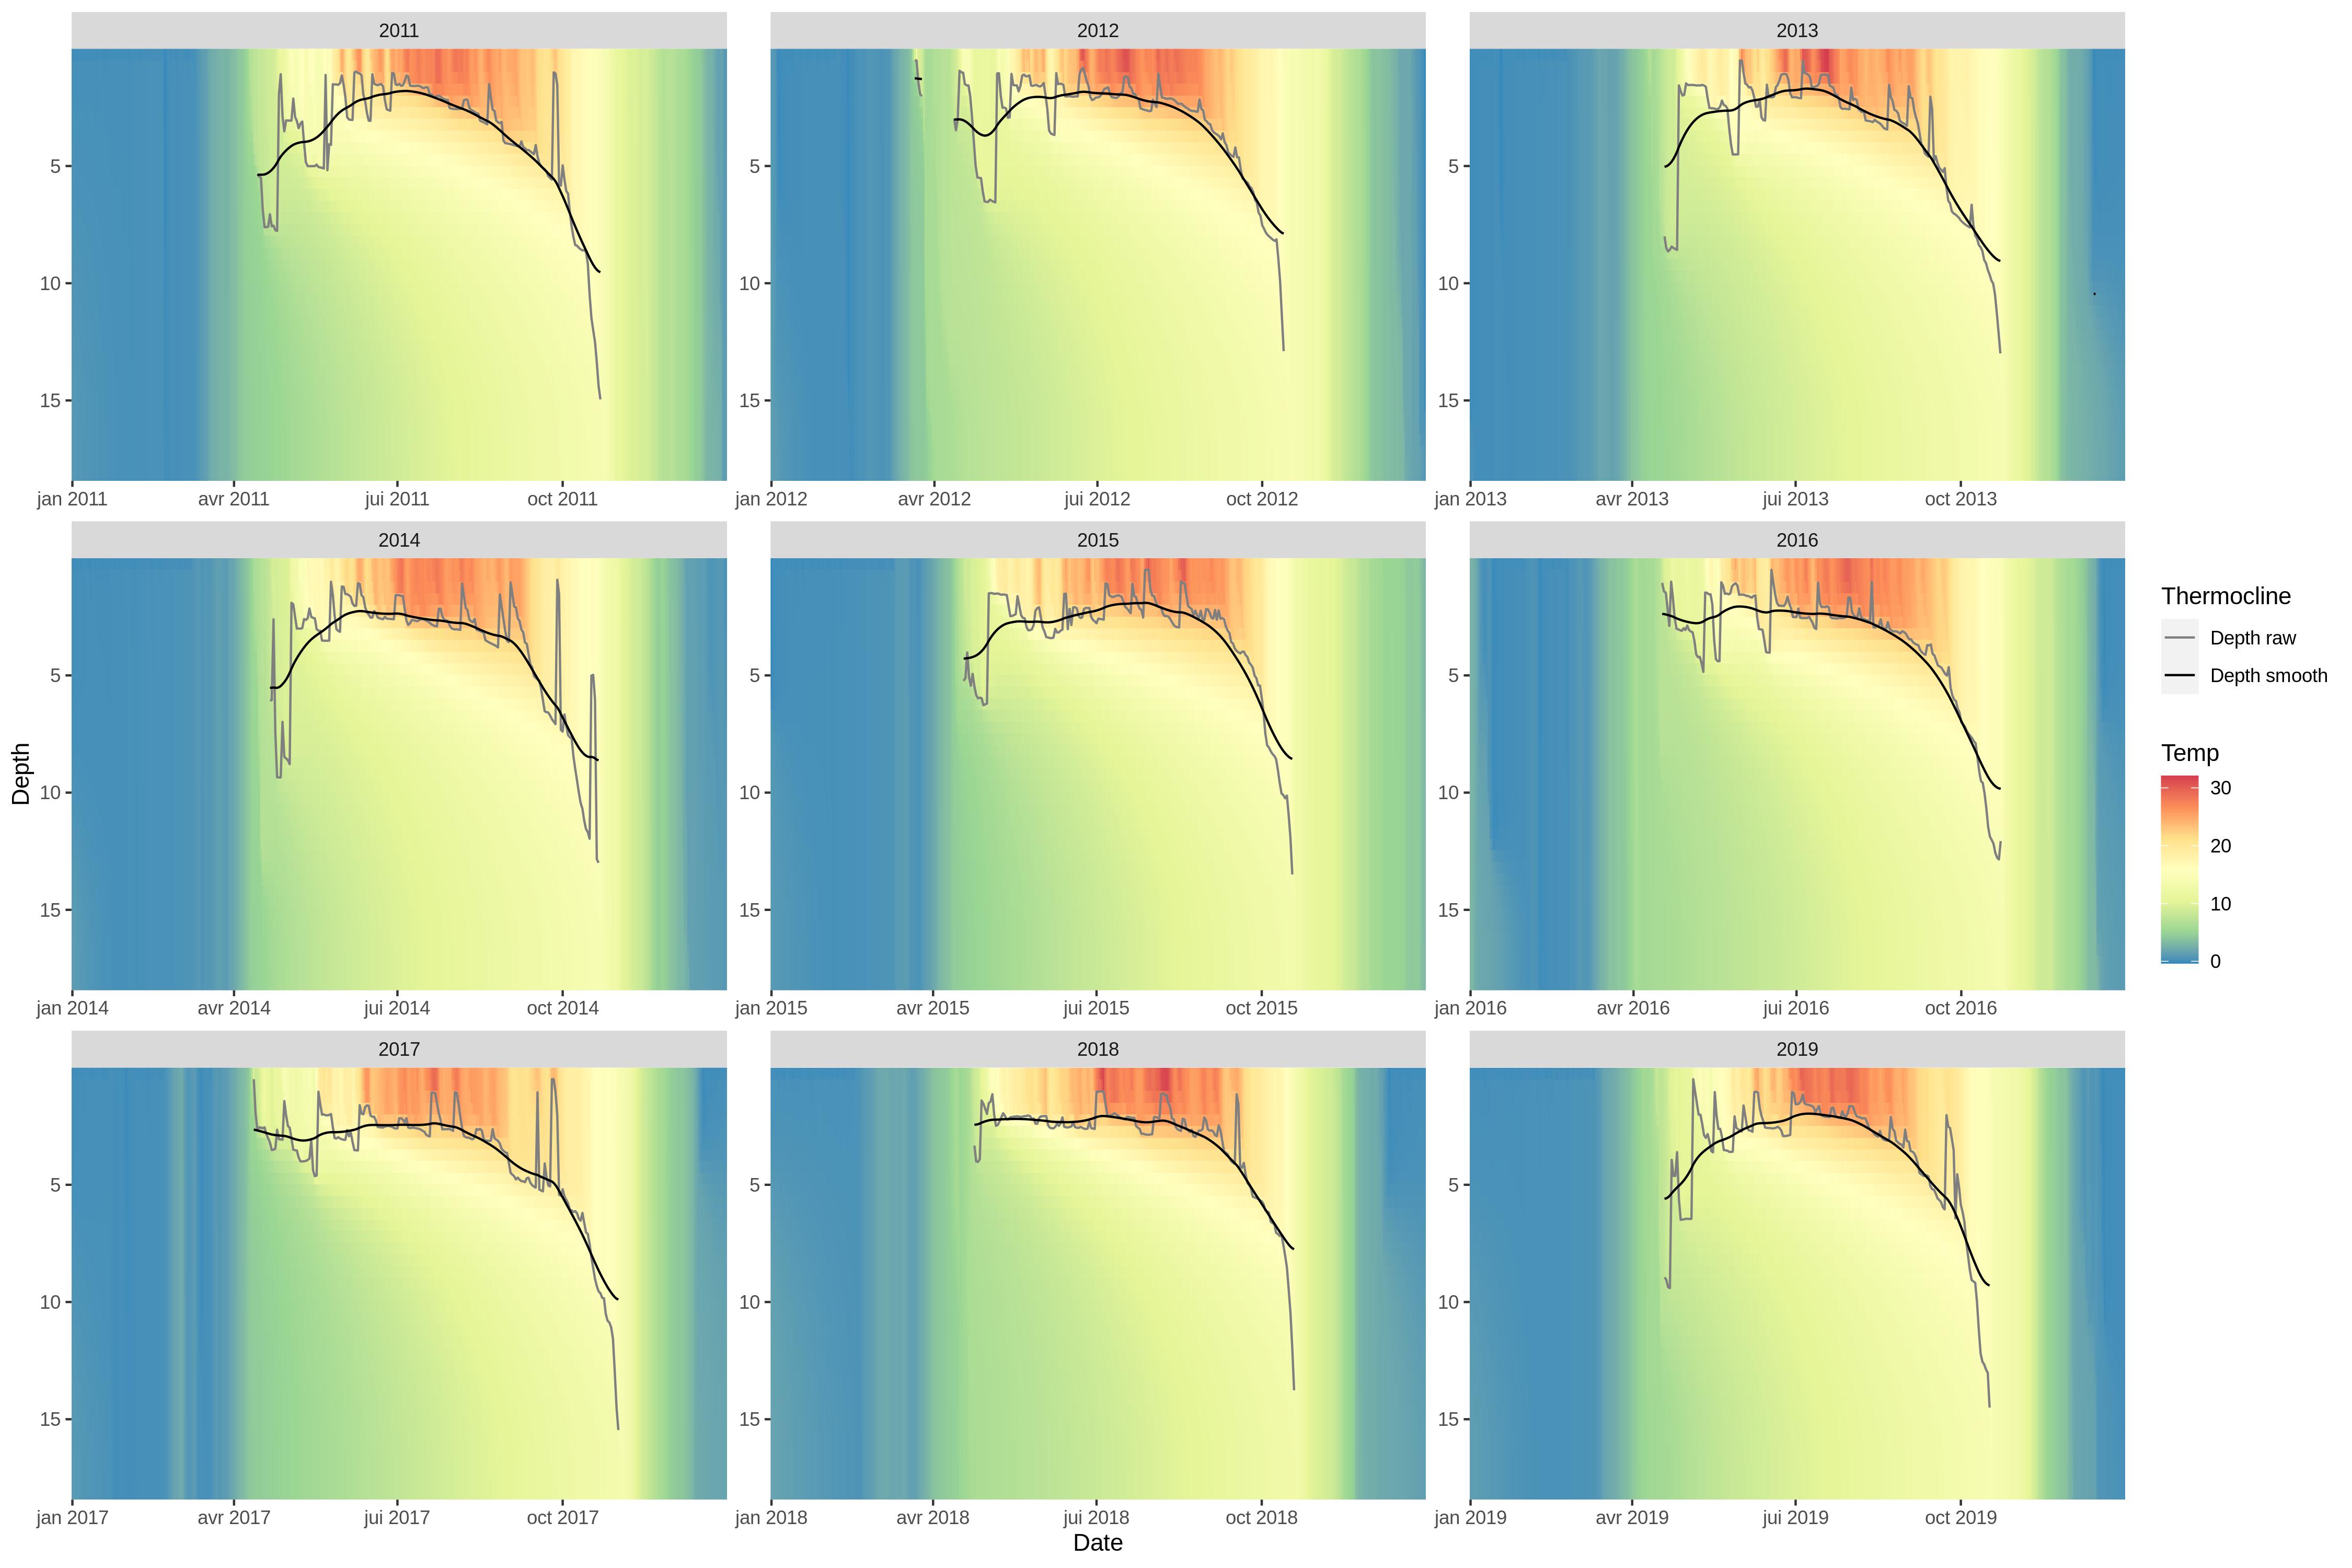 2011
2012
2013
5
10
15
5
10
15
5
10
15
jan 2011
avr 2011
jui 2011
oct 2011
jan 2012
avr 2012
jui 2012
oct 2012
jan 2013
avr 2013
jui 2013
oct 2013
2014
2015
2016
5
10
15
5
10
15
5
10
15
jan 2014
avr 2014
jui 2014
oct 2014
jan 2015
avr 2015
jui 2015
oct 2015
jan 2016
avr 2016
jui 2016
oct 2016
2017
2018
2019
5
10
15
5
10
15
5
10
15
jan 2017
avr 2017
jui 2017
oct 2017
jan 2018
avr 2018
jui 2018
oct 2018
jan 2019
avr 2019
jui 2019
oct 2019
Depth
Date
Thermocline
Depth raw
Depth smooth
Temp
30
20
10
0